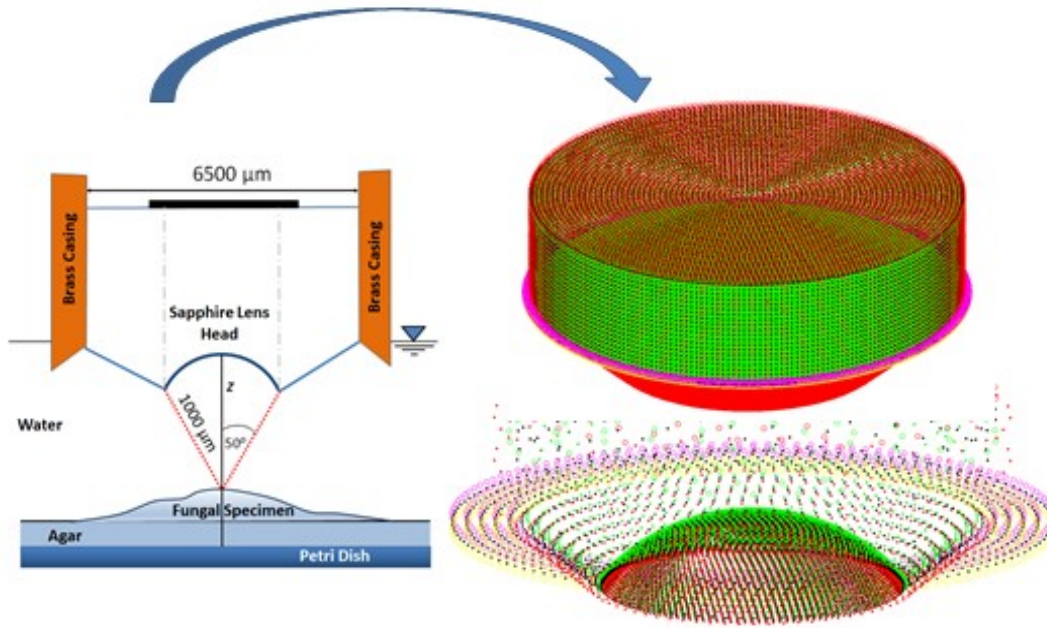 6500 μm
Brass Casing
Brass Casing
Sapphire Lens
Head
z
1000 μm
50°
Water
Fungal Specimen
Agar
Petri Dish